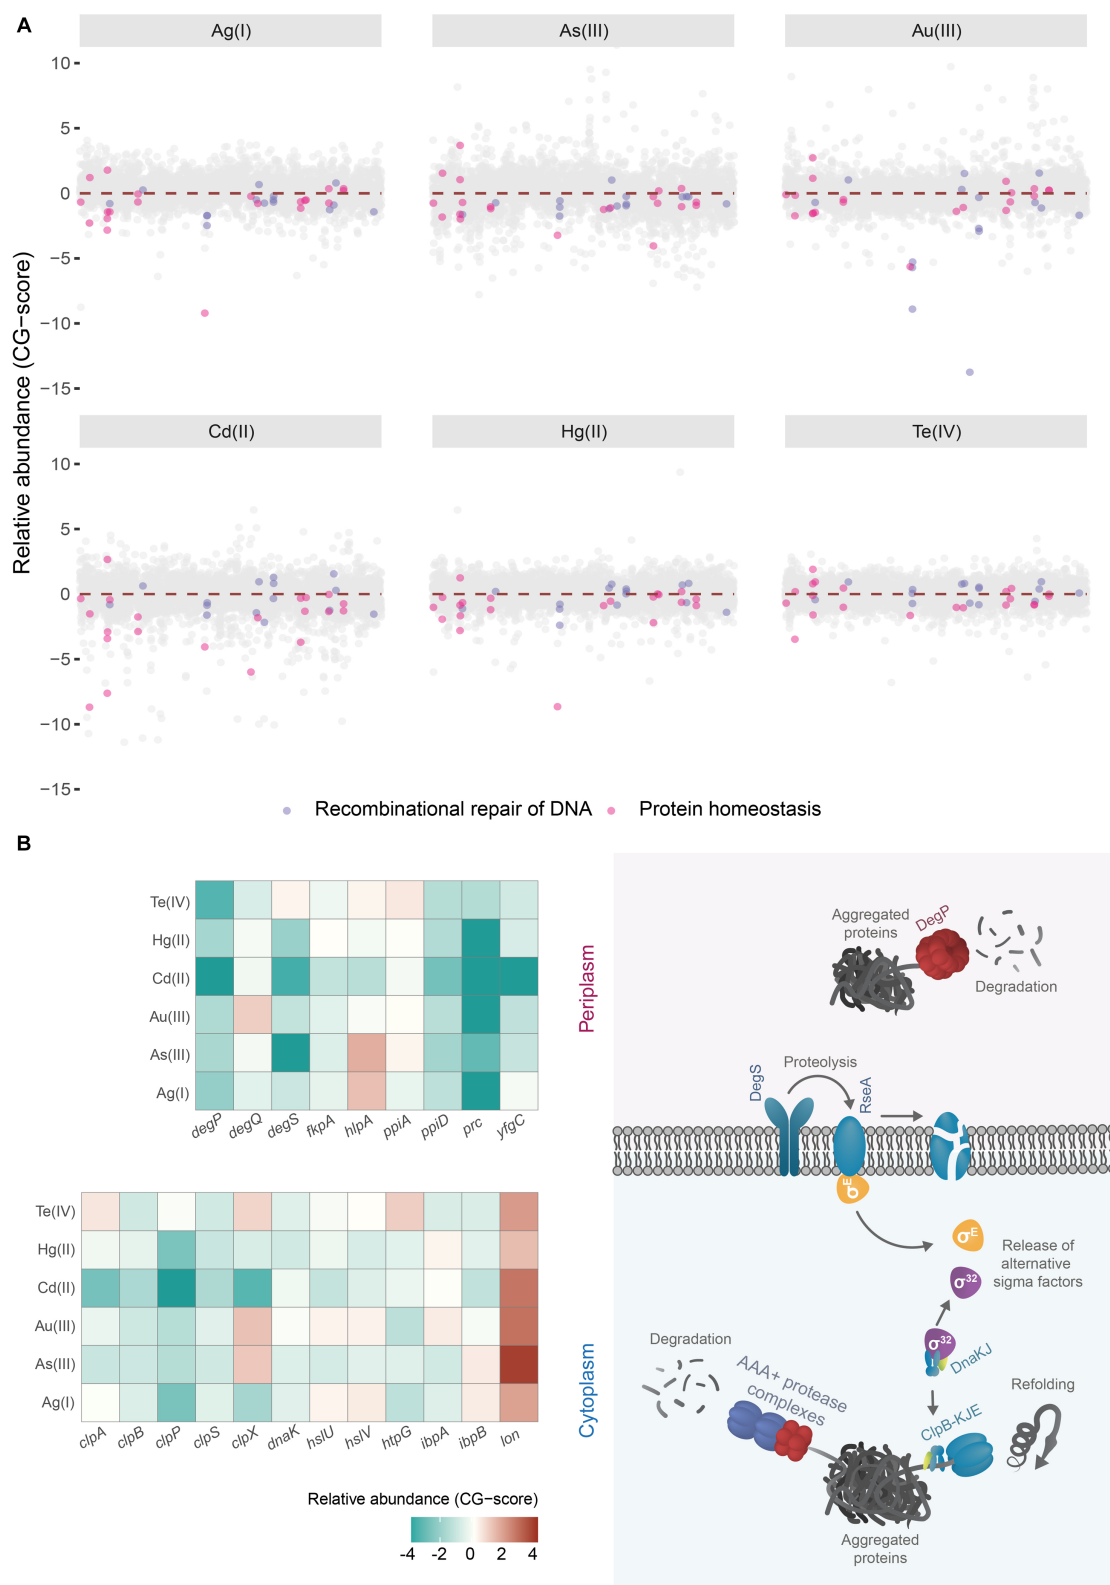 A
Ag(I)
As(III)
Au(III)
10
5
0
−5
−10
−15
Cd(II)
Hg(II)
Te(IV)
10
5
0
−5
−10
−15
Relative abundance (CG−score)
Recombinational repair of DNA
Protein homeostasis
B
Te(IV)
Hg(II)
Cd(II)
Au(III)
As(III)
Ag(I)
degP
degQ
degS
fkpA
hlpA
ppiA
ppiD
prc
yfgC
Te(IV)
Hg(II)
Cd(II)
Au(III)
As(III)
Ag(I)
clpA
clpB
clpP
clpS
clpX
dnaK
hslU
hslV
htpG
ibpA
ibpB
lon
Relative abundance (CG−score)
-4
-2
0
2
4
Periplasm
Aggregated
proteins
DegP
Degradation
DegS
Proteolysis
RseA
σE
σE
Release of
alternative
sigma factors
σ32
σ32
DnaKJ
Cytoplasm
Degradation
AAA+ protease
complexes
ClpB-KJE
Refolding
Aggregated
proteins